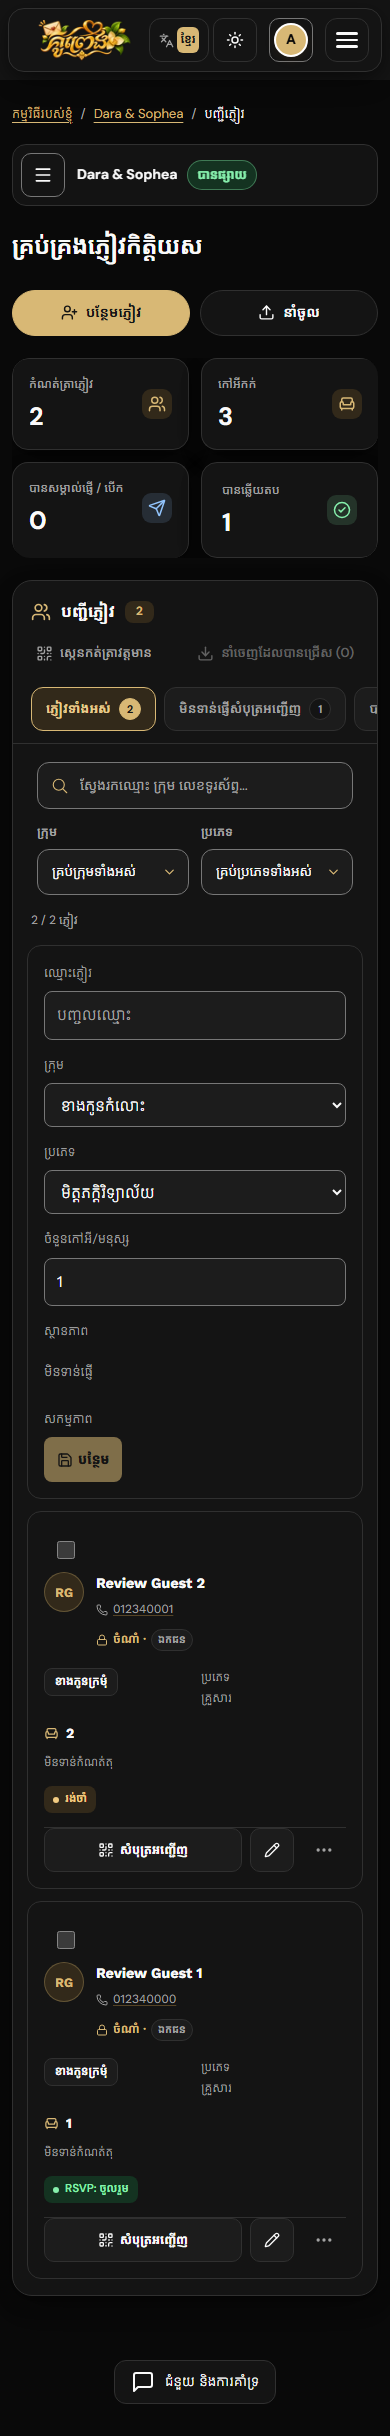 គូព្រេង
ខ្មែរ
A
កម្មវិធីរបស់ខ្ញុំ / Dara & Sophea / បញ្ជីភ្ញៀវ
Dara & Sophea បានផ្សាយ
គ្រប់គ្រងភ្ញៀវកិត្តិយស
បន្ថែមភ្ញៀវ
នាំចូល
កំណត់ត្រាភ្ញៀវ
2
កៅអីកក់
3
បានសម្គាល់ផ្ញើ / បើក
0
បានឆ្លើយតប
1
បញ្ជីភ្ញៀវ 2
ស្កេនកត់ត្រាវត្តមាន
នាំចេញដែលបានជ្រើស (0)
ភ្ញៀវទាំងអស់ 2
មិនទាន់ផ្ញើសំបុត្រអញ្ជើញ 1
ស្វែងរកឈ្មោះ ក្រុម លេខទូរស័ព្ទ...
ក្រុម
ប្រភេទ
គ្រប់ក្រុមទាំងអស់
គ្រប់ប្រភេទទាំងអស់
2 / 2 ភ្ញៀវ
ឈ្មោះភ្ញៀវ
បញ្ចូលឈ្មោះ
ក្រុម
ខាងកូនកំលោះ
ប្រភេទ
មិត្តភក្តិវិទ្យាល័យ
ចំនួនកៅអី/មនុស្ស
1
ស្ថានភាព
មិនទាន់ផ្ញើ
សកម្មភាព
បន្ថែម
RG
Review Guest 2
012340001
ចំណាំ · ឯកជន
ខាងកូនក្រមុំ
ប្រភេទ
គ្រួសារ
2
មិនទាន់កំណត់តុ
រង់ចាំ
សំបុត្រអញ្ជើញ
RG
Review Guest 1
012340000
ចំណាំ · ឯកជន
ខាងកូនក្រមុំ
ប្រភេទ
គ្រួសារ
1
មិនទាន់កំណត់តុ
RSVP: ចូលរួម
សំបុត្រអញ្ជើញ
ជំនួយ និងការគាំទ្រ